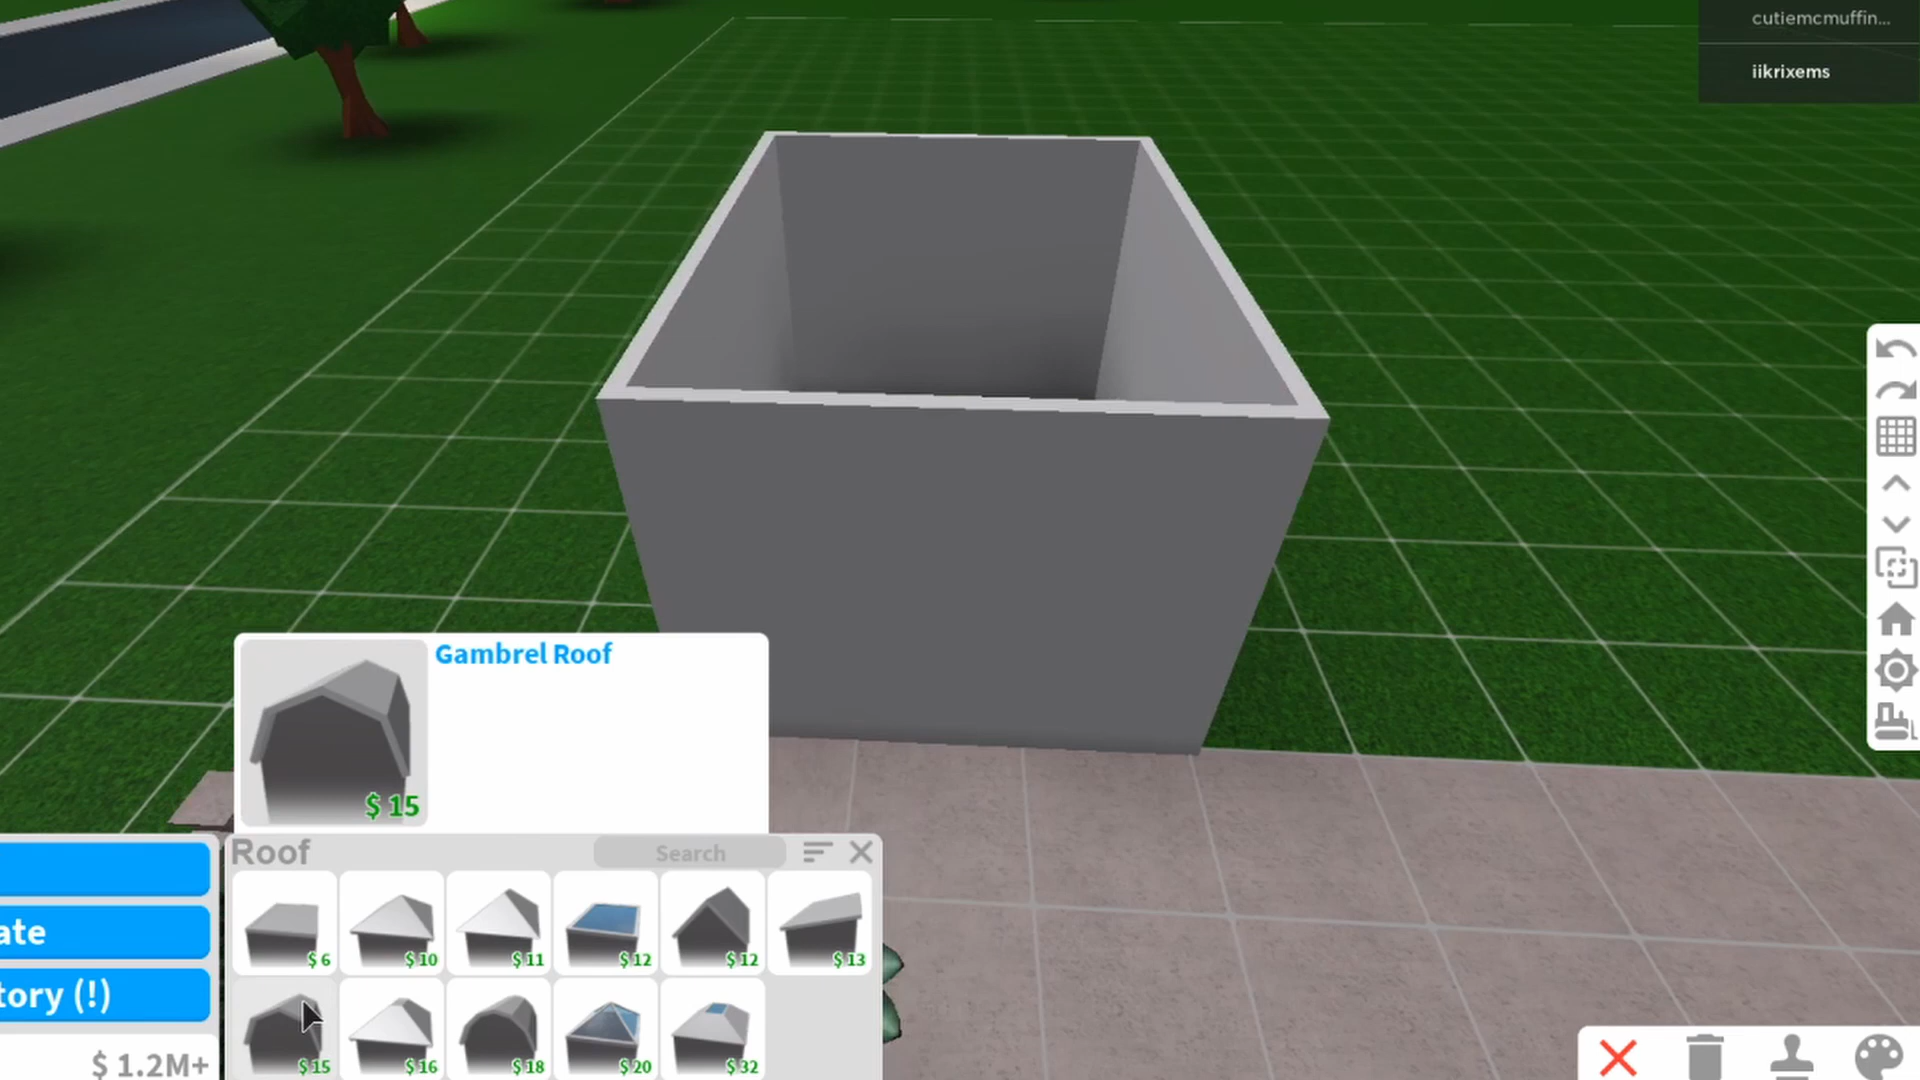 cutiemcmuffin...
iikrixems
Gambrel Roof
$ 15
Roof
Search
$ 6
$ 10
$ 11
$ 12
$ 12
$ 13
$ 15
$ 16
$ 18
$ 20
$ 32
ate
tory (!)
$ 1.2M+